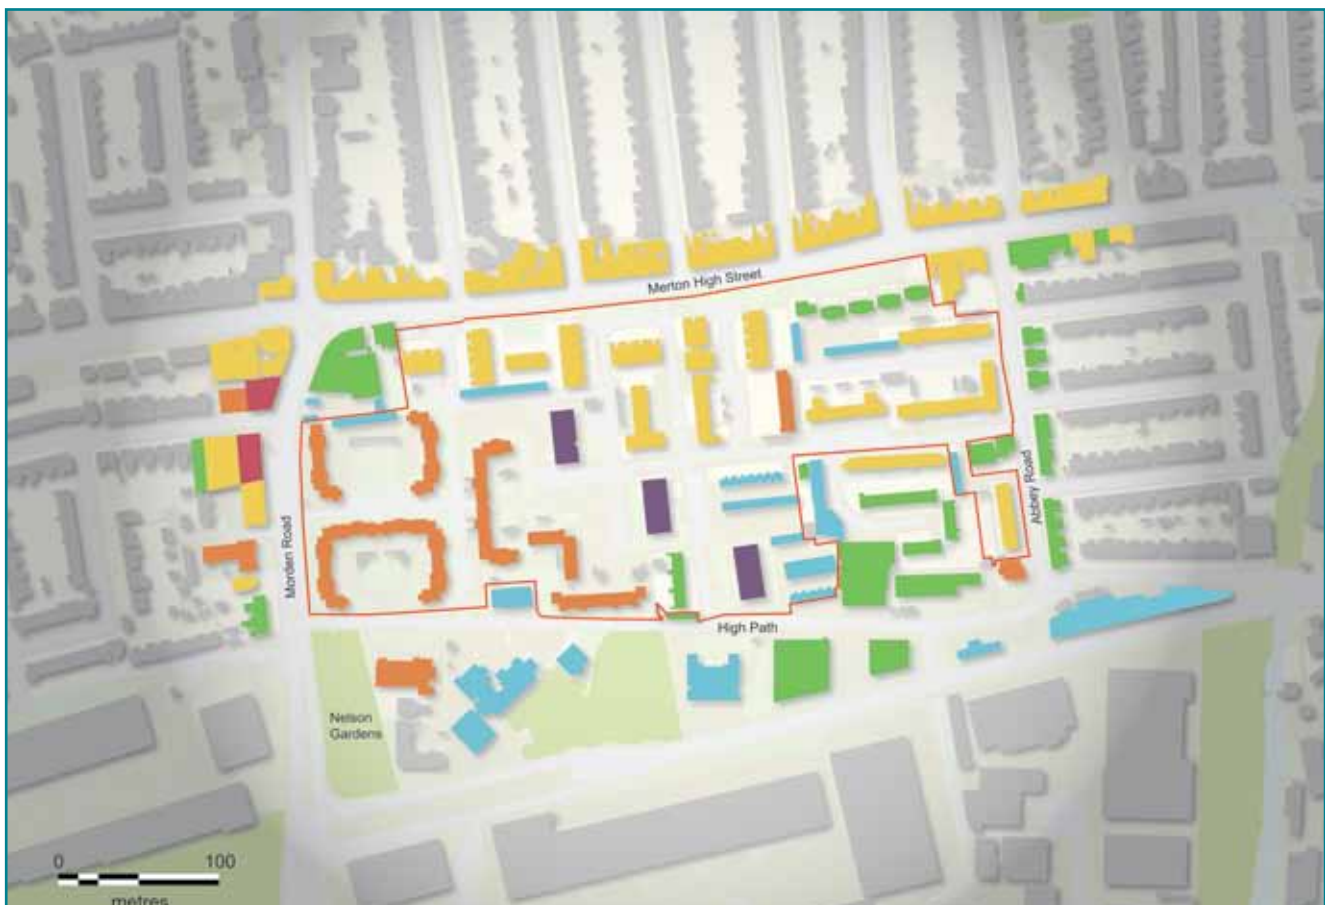 Merton High Street
Abbey Road
Morden Road
High Path
Nelson
Gardens
0 100
metres